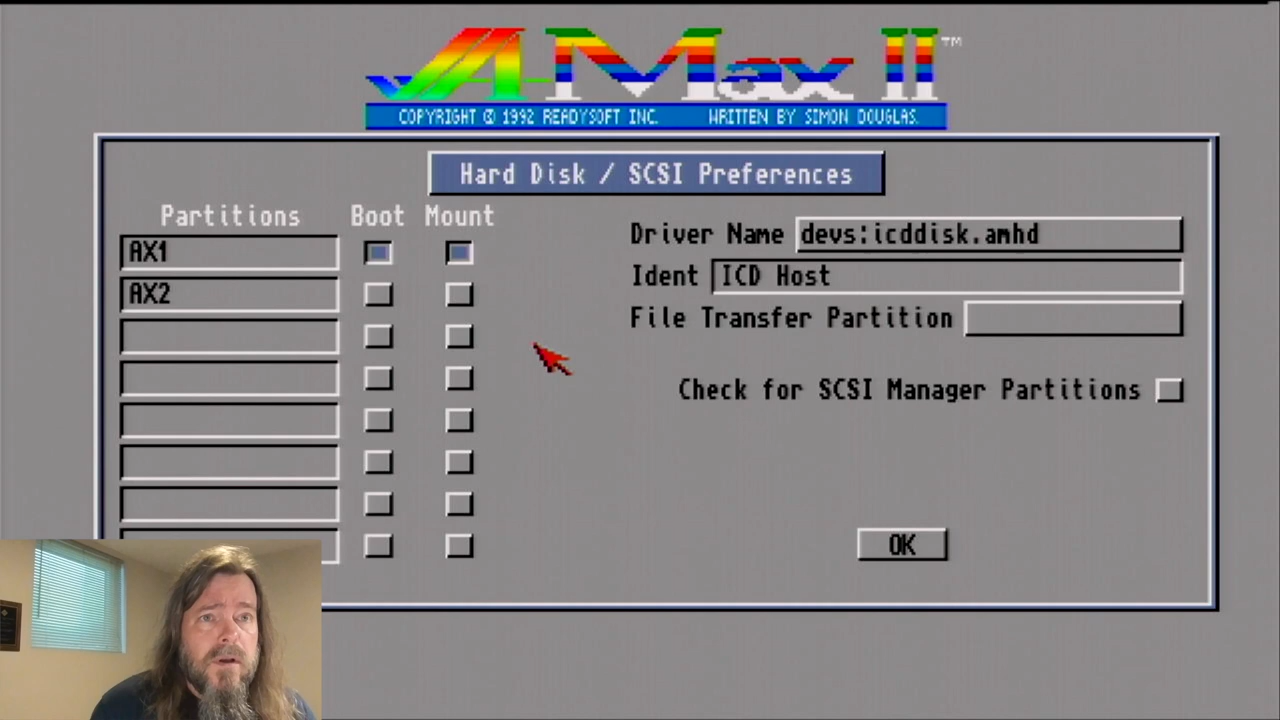 A-Max II™
COPYRIGHT © 1992 READYSOFT INC. WRITTEN BY SIMON DOUGLAS.
Hard Disk / SCSI Preferences
Partitions Boot Mount
AX1
AX2
Driver Name devs:icddisk.amhd
Ident ICD Host
File Transfer Partition
Check for SCSI Manager Partitions
OK